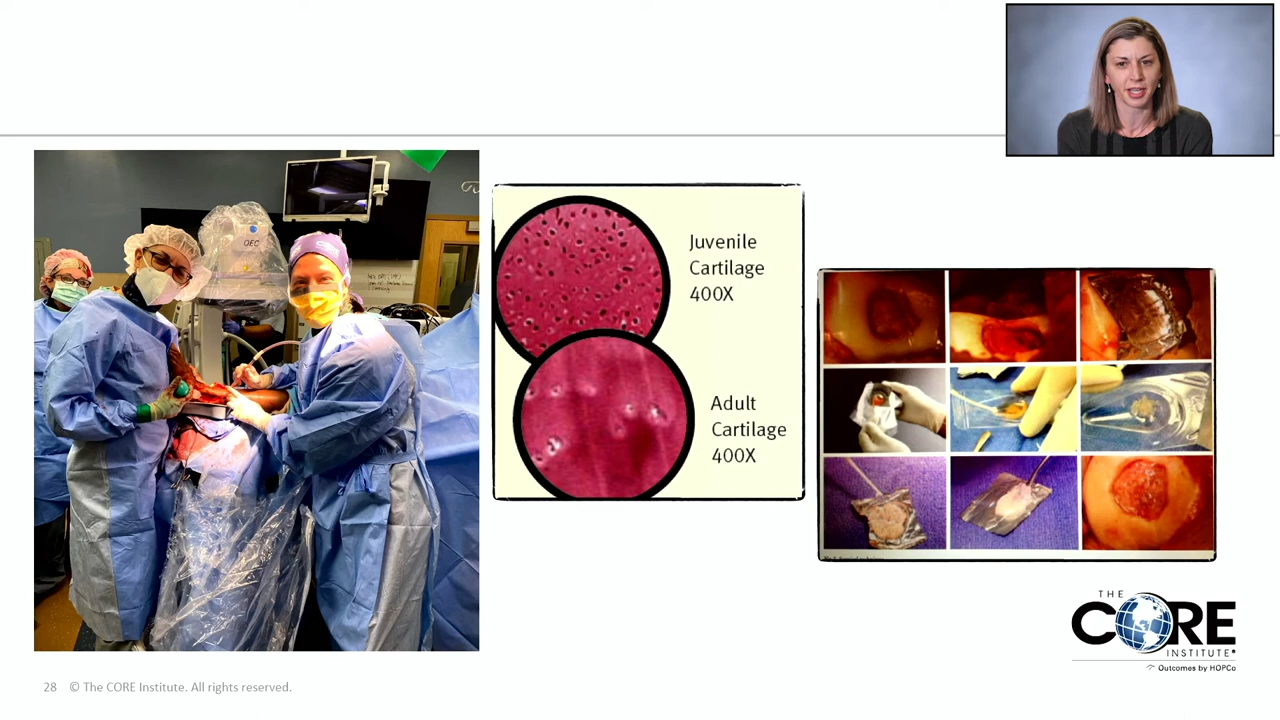 OEC
Juvenile
Cartilage
400X
Adult
Cartilage
400X
THE
CORE
INSTITUTE
Outcomes by HOPCo
28 © The CORE Institute. All rights reserved.